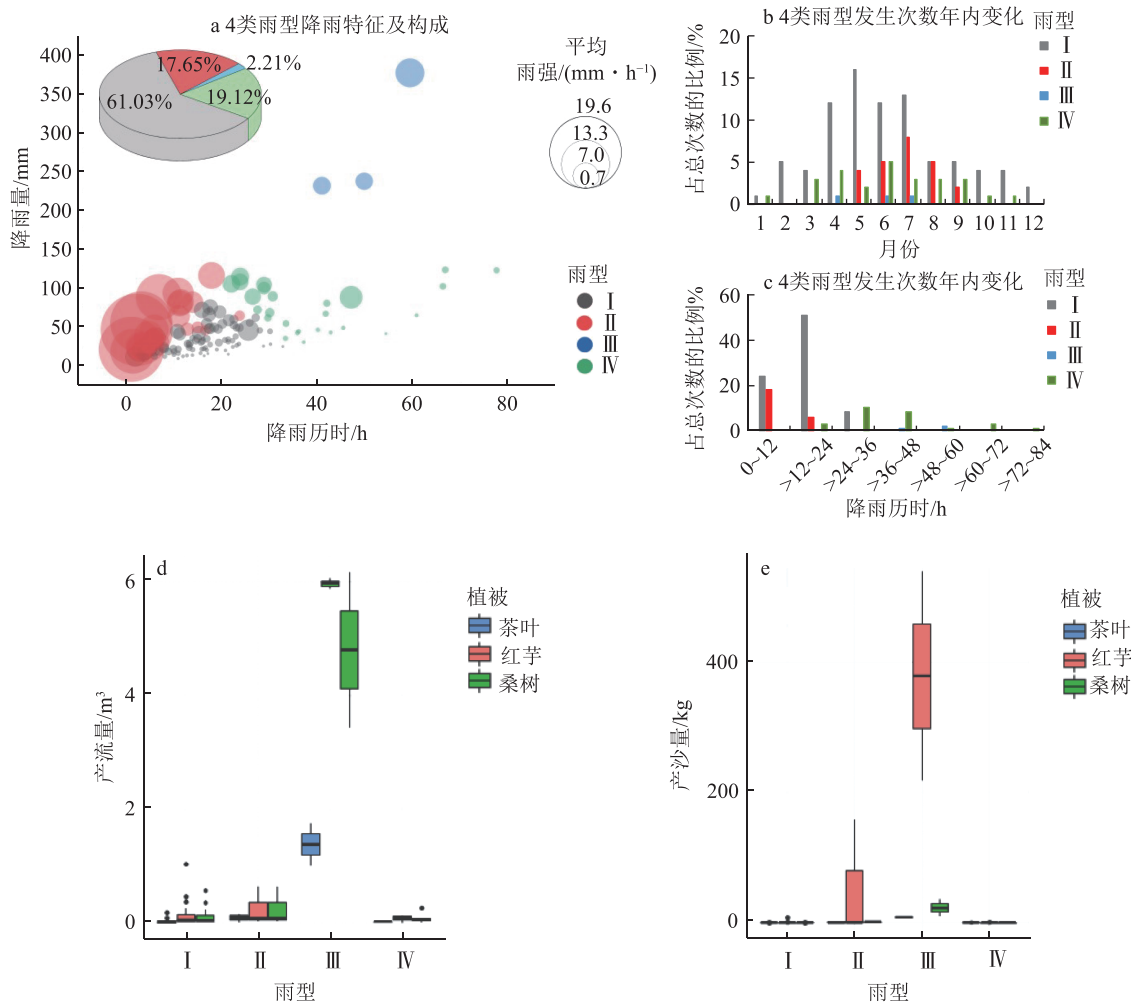 a 4类雨型降雨特征及构成
400
350
300
250
200
150
100
50
0
降雨量/mm
17.65%
2.21%
61.03%
19.12%
平均
雨强/(mm·h⁻¹)
19.6
13.3
7.0
0.7
雨型
Ⅰ
Ⅱ
Ⅲ
Ⅳ
0 20 40 60 80
降雨历时/h
b 4类雨型发生次数年内变化
雨型
Ⅰ
Ⅱ
Ⅲ
Ⅳ
20
15
10
5
0
占总次数的比例/%
1 2 3 4 5 6 7 8 9 10 11 12
月份
c 4类雨型发生次数年内变化
雨型
Ⅰ
Ⅱ
Ⅲ
Ⅳ
60
40
20
0
占总次数的比例/%
0~12 >12~24 >24~36 >36~48 >48~60 >60~72 >72~84
降雨历时/h
d
6
4
2
0
产流量/m³
植被
茶叶
红芋
桑树
Ⅰ Ⅱ Ⅲ Ⅳ
雨型
e
400
200
0
产沙量/kg
植被
茶叶
红芋
桑树
Ⅰ Ⅱ Ⅲ Ⅳ
雨型